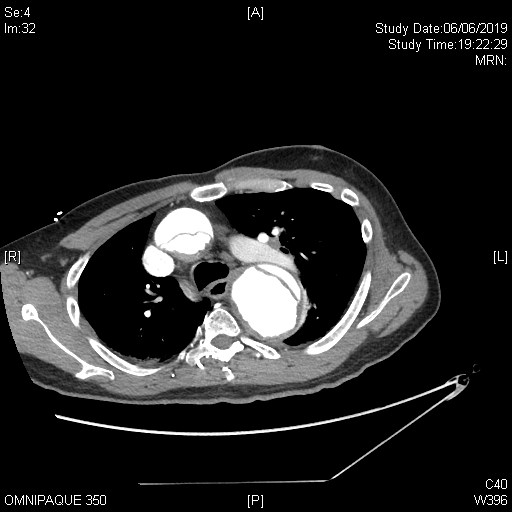 Se:4
Im:32
[A]
Study Date:06/06/2019
Study Time:19:22:29
MRN:
[R]
[L]
OMNIPAQUE 350
[P]
C40
W396